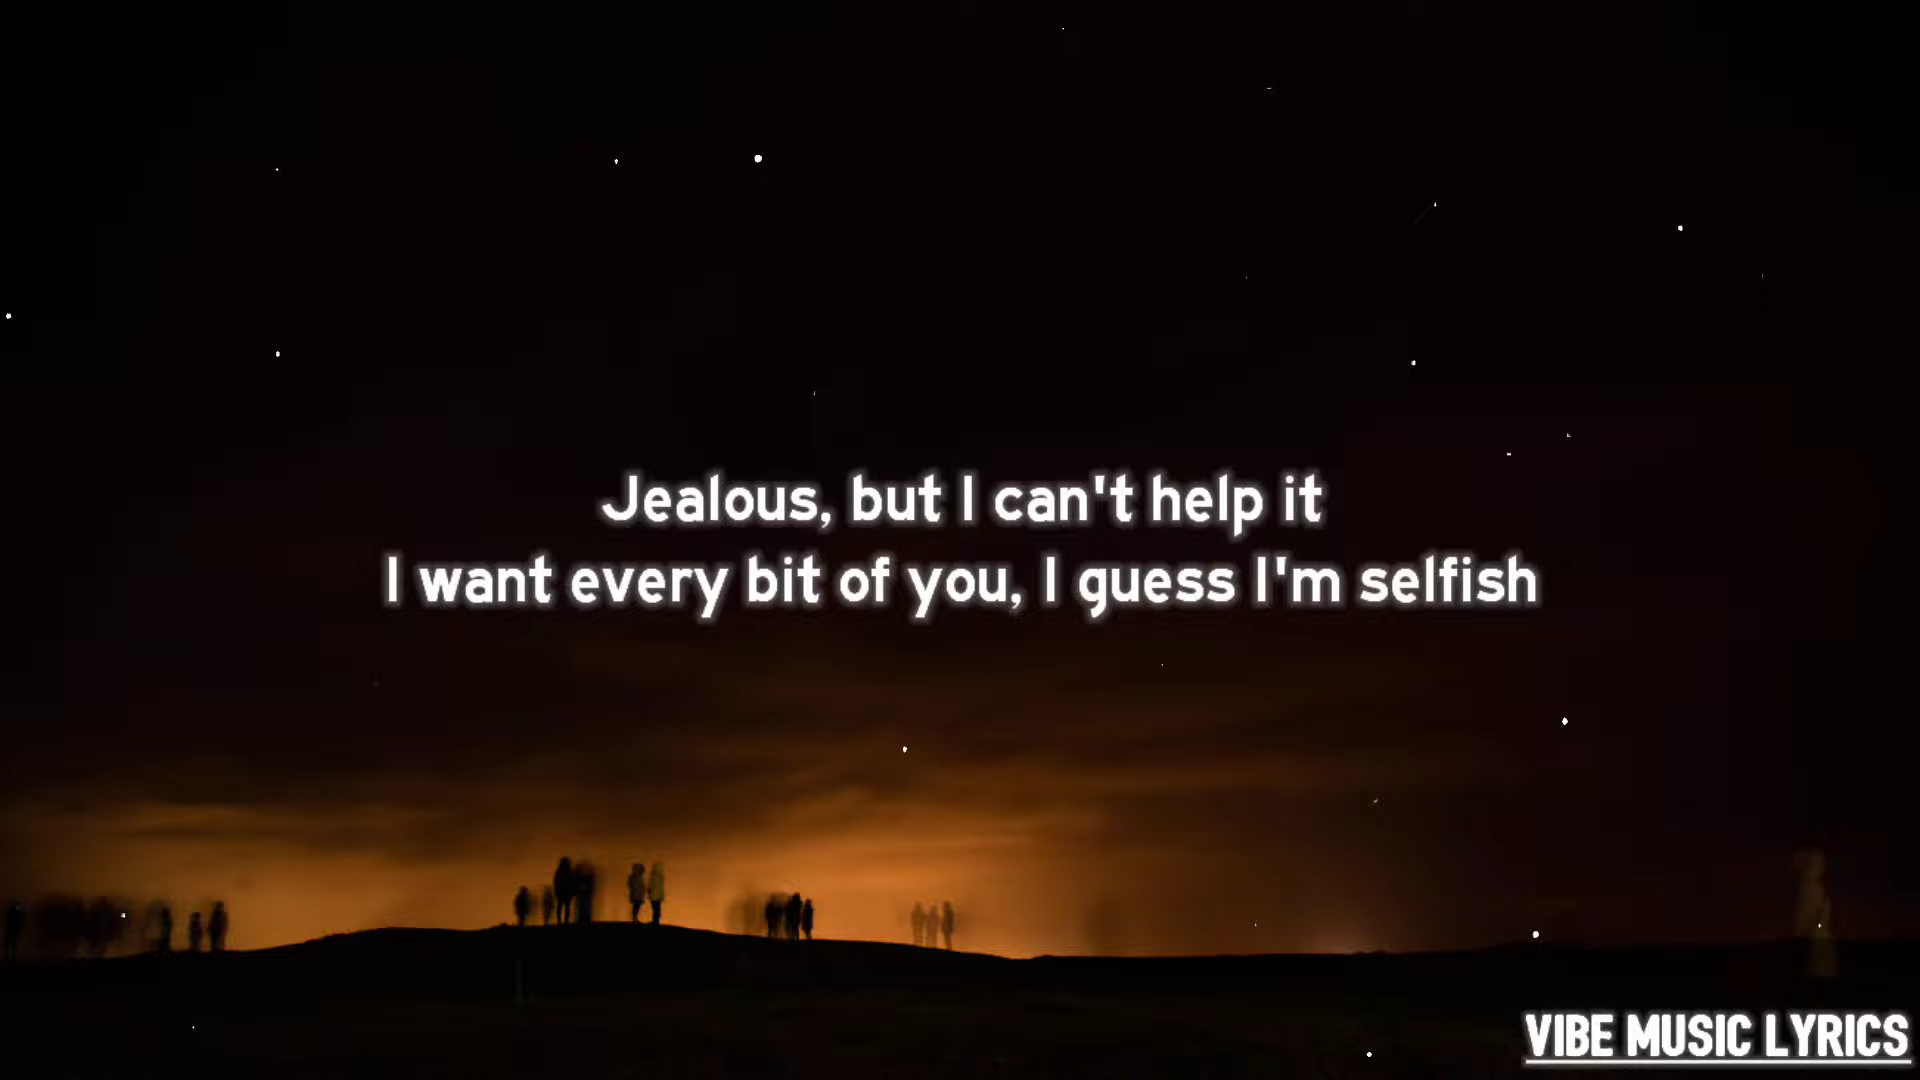 Jealous, but I can't help it
I want every bit of you, I guess I'm selfish
VIBE MUSIC LYRICS